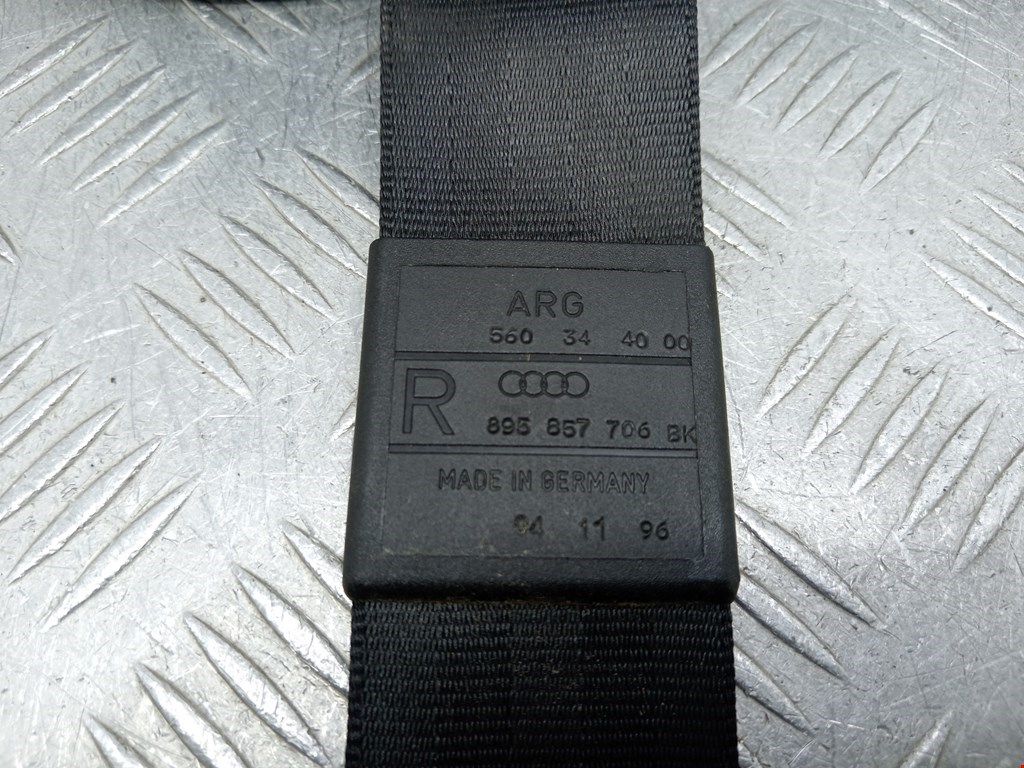 ARG
560 34 40 00
R
895 857 706 BK
MADE IN GERMANY
94 11 96